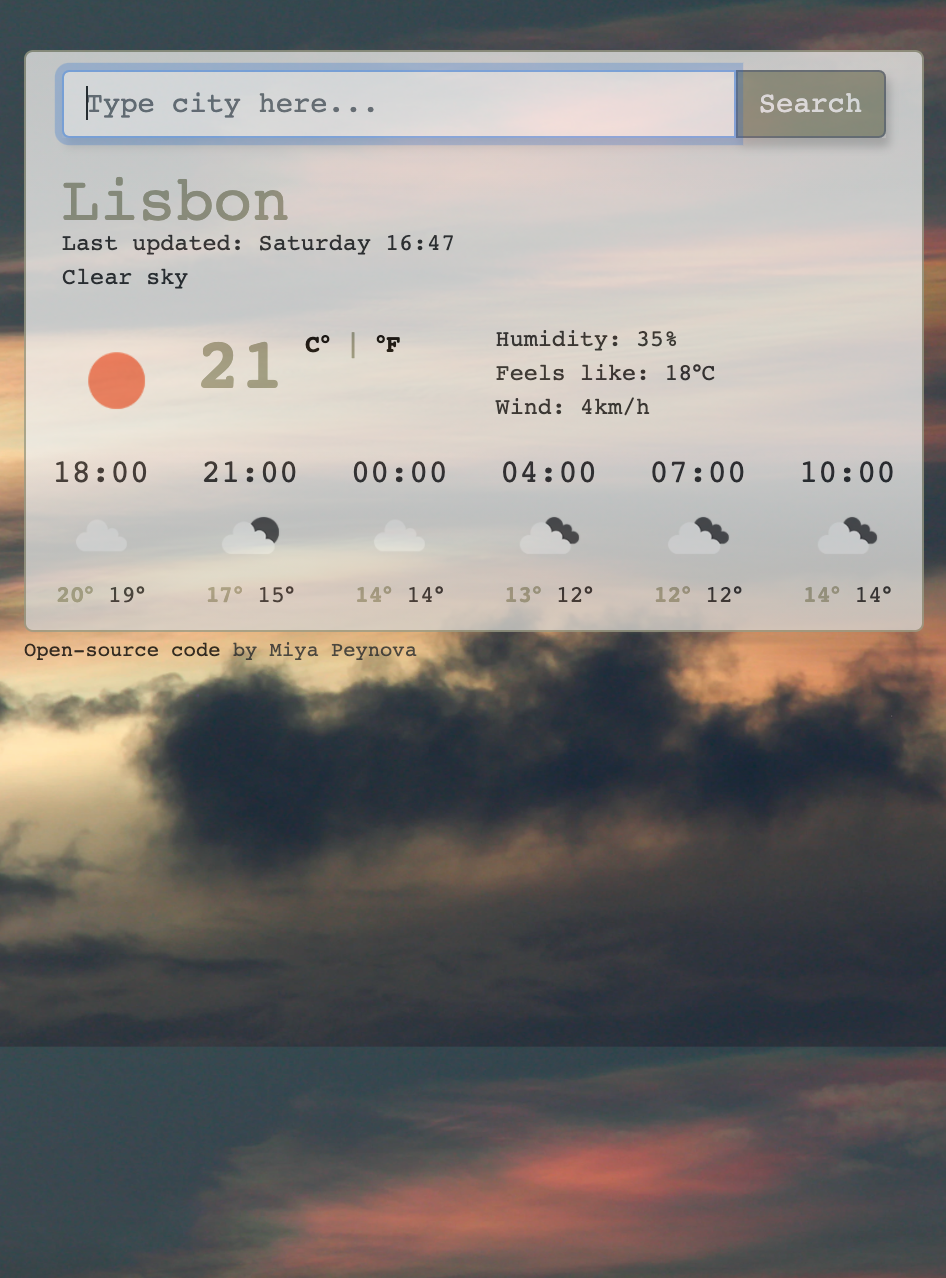 Type city here... Search
Lisbon
Last updated: Saturday 16:47
Clear sky
21 C° | °F
Humidity: 35%
Feels like: 18°C
Wind: 4km/h
18:00 21:00 00:00 04:00 07:00 10:00
20° 19° 17° 15° 14° 14° 13° 12° 12° 12° 14° 14°
Open-source code by Miya Peynova